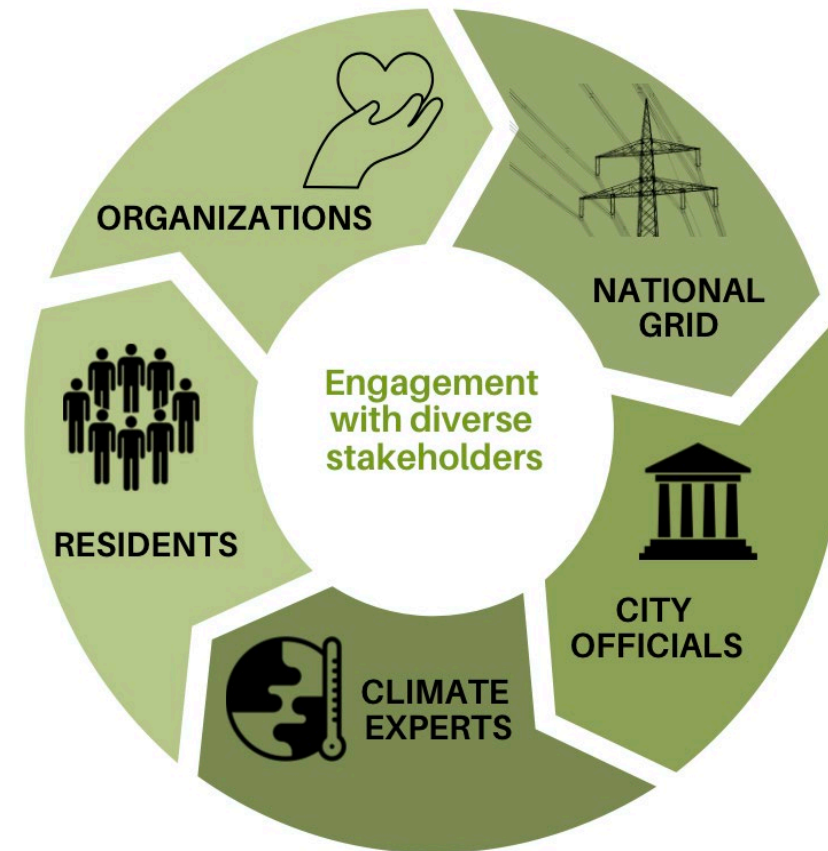 ORGANIZATIONS
NATIONAL
GRID
Engagement
with diverse
stakeholders
RESIDENTS
CITY
OFFICIALS
CLIMATE
EXPERTS